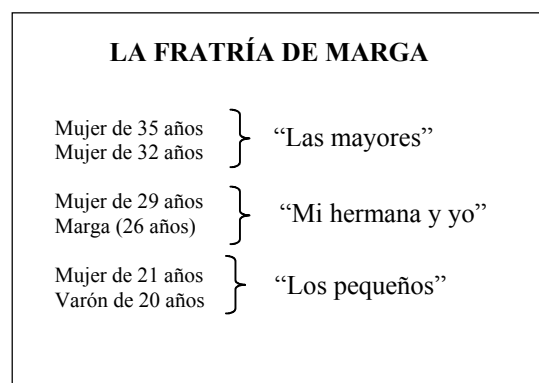 LA FRATRÍA DE MARGA
Mujer de 35 años
Mujer de 32 años
“Las mayores”
Mujer de 29 años
Marga (26 años)
“Mi hermana y yo”
Mujer de 21 años
Varón de 20 años
“Los pequeños”